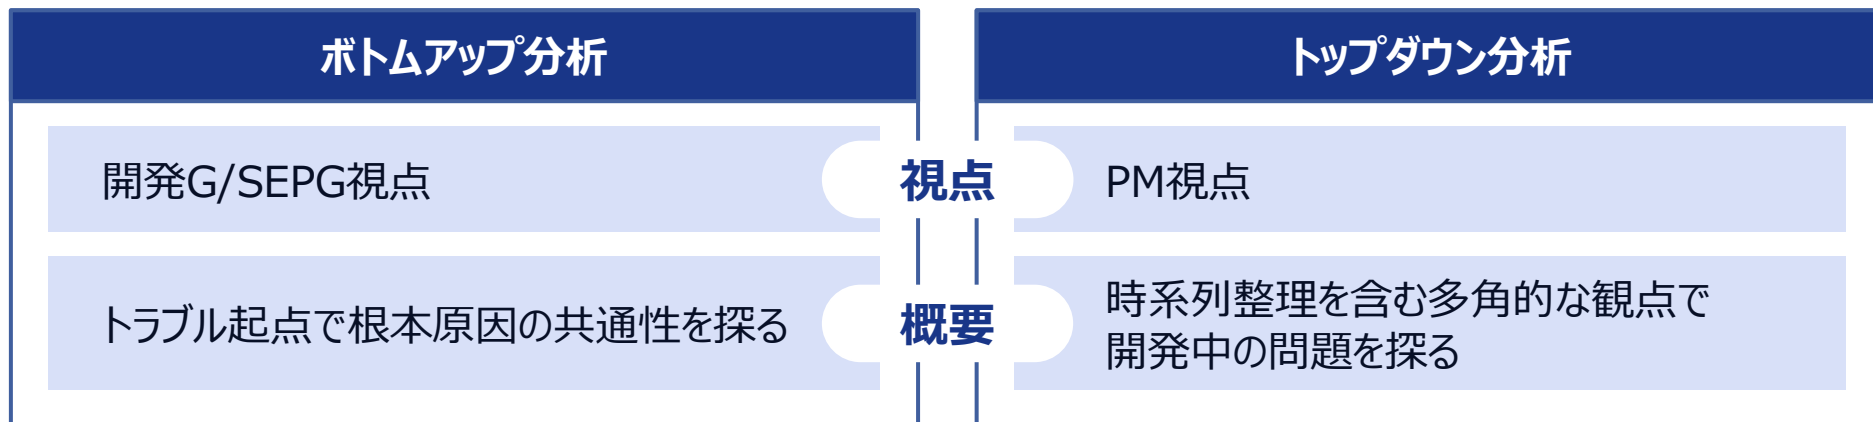 ボトムアップ分析
トップダウン分析
開発G/SEPG視点
視点
PM視点
トラブル起点で根本原因の共通性を探る
概要
時系列整理を含む多角的な観点で
開発中の問題を探る